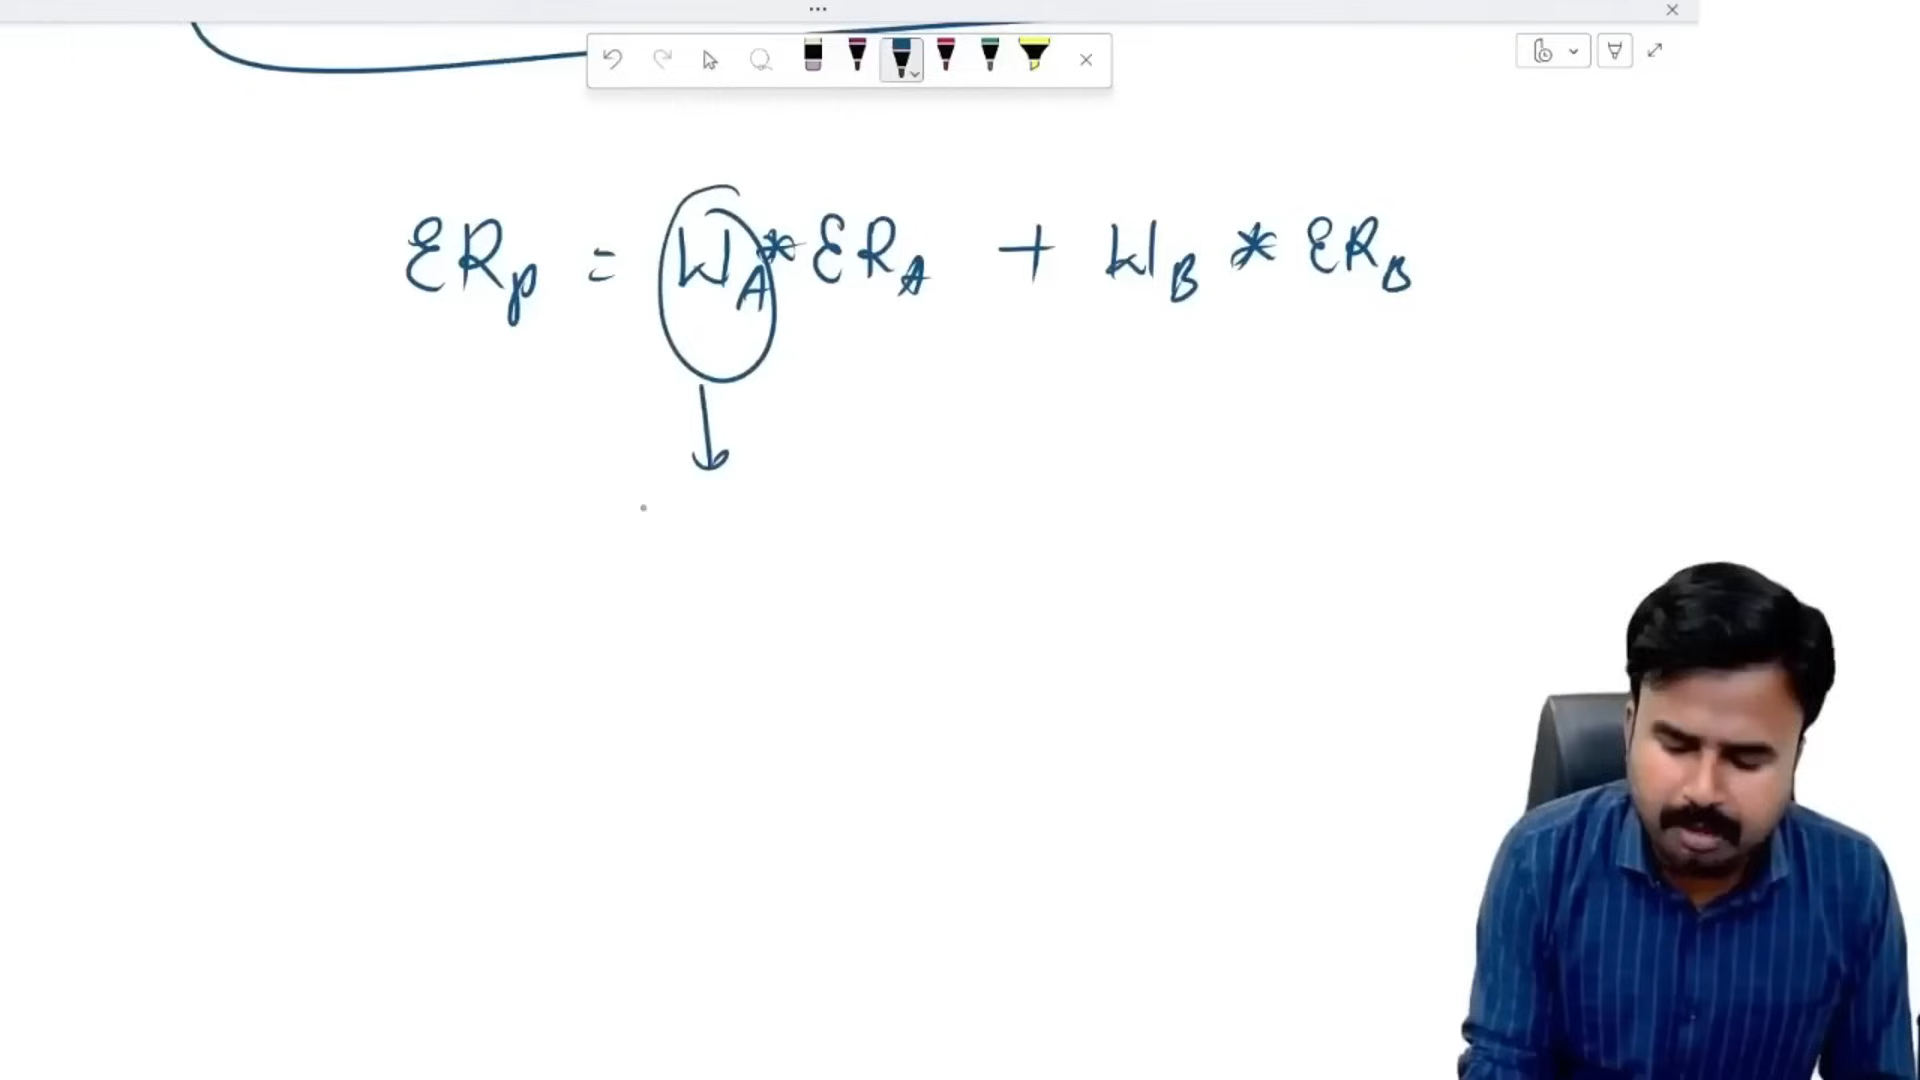 ERp = WA * ERA + WB * ERB